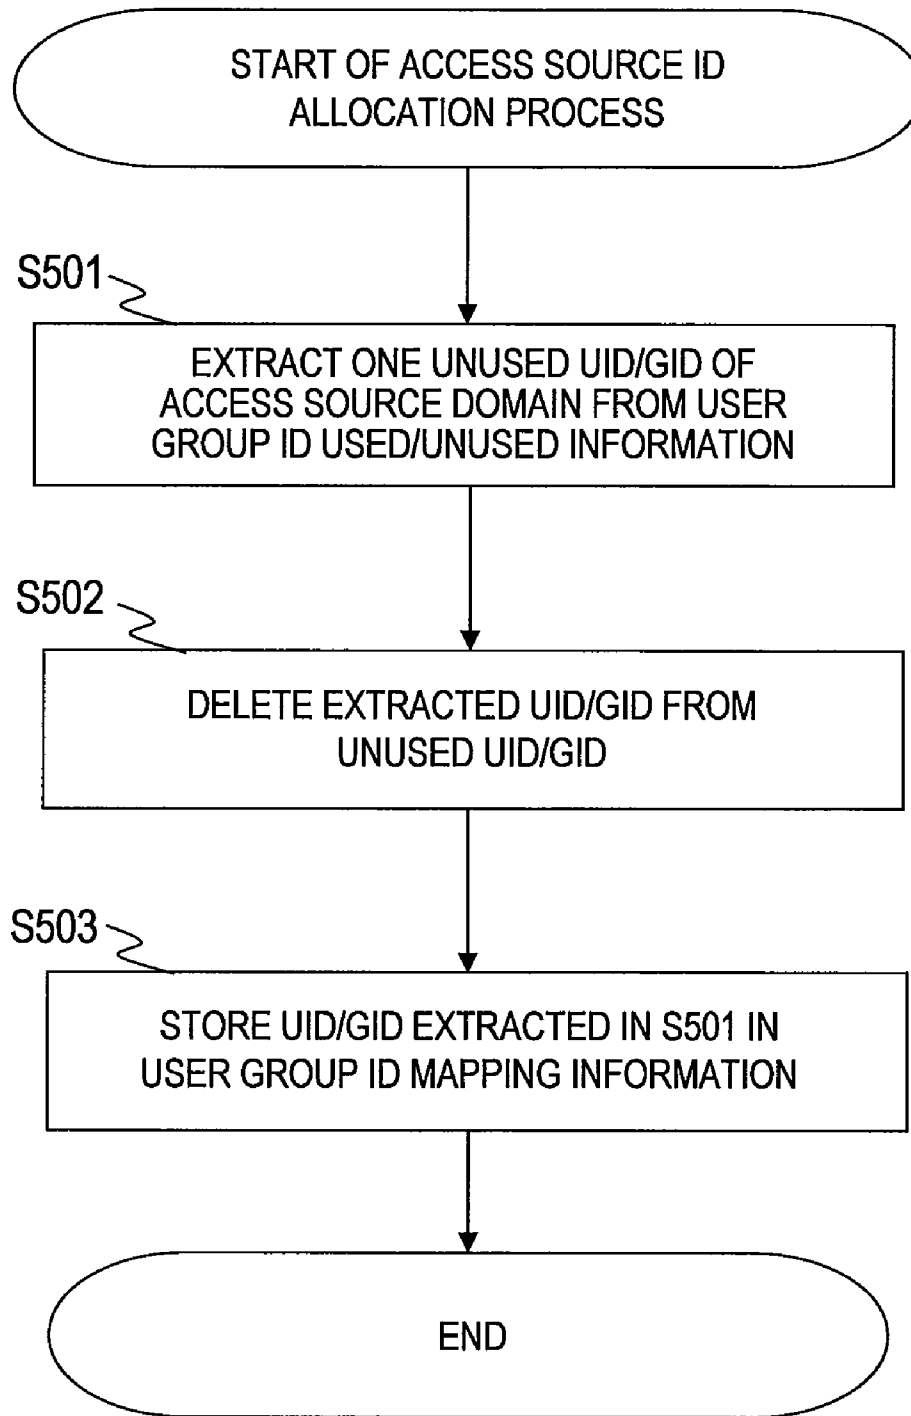 START OF ACCESS SOURCE ID
ALLOCATION PROCESS
S501
EXTRACT ONE UNUSED UID/GID OF
ACCESS SOURCE DOMAIN FROM USER
GROUP ID USED/UNUSED INFORMATION
S502
DELETE EXTRACTED UID/GID FROM
UNUSED UID/GID
S503
STORE UID/GID EXTRACTED IN S501 IN
USER GROUP ID MAPPING INFORMATION
END